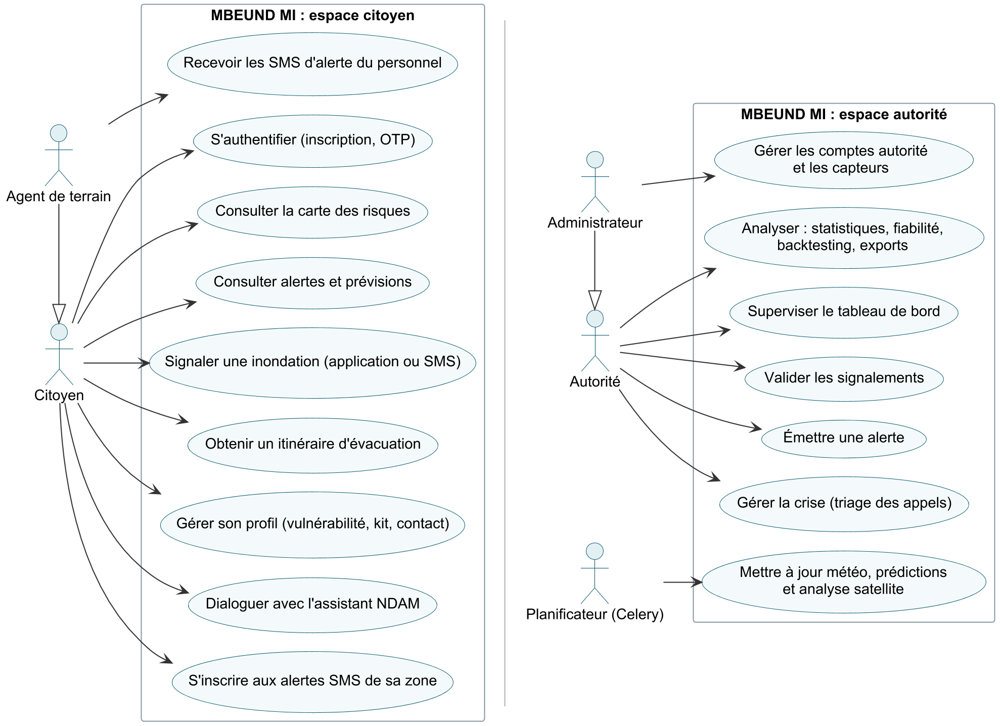 MBEUND MI : espace citoyen
Recevoir les SMS d'alerte du personnel
S'authentifier (inscription, OTP)
Agent de terrain
Consulter la carte des risques
Consulter alertes et prévisions
Signaler une inondation (application ou SMS)
Citoyen
Obtenir un itinéraire d'évacuation
Gérer son profil (vulnérabilité, kit, contact)
Dialoguer avec l'assistant NDAM
S'inscrire aux alertes SMS de sa zone
MBEUND MI : espace autorité
Gérer les comptes autorité
et les capteurs
Administrateur
Analyser : statistiques, fiabilité,
backtesting, exports
Superviser le tableau de bord
Valider les signalements
Autorité
Émettre une alerte
Gérer la crise (triage des appels)
Mettre à jour météo, prédictions
et analyse satellite
Planificateur (Celery)